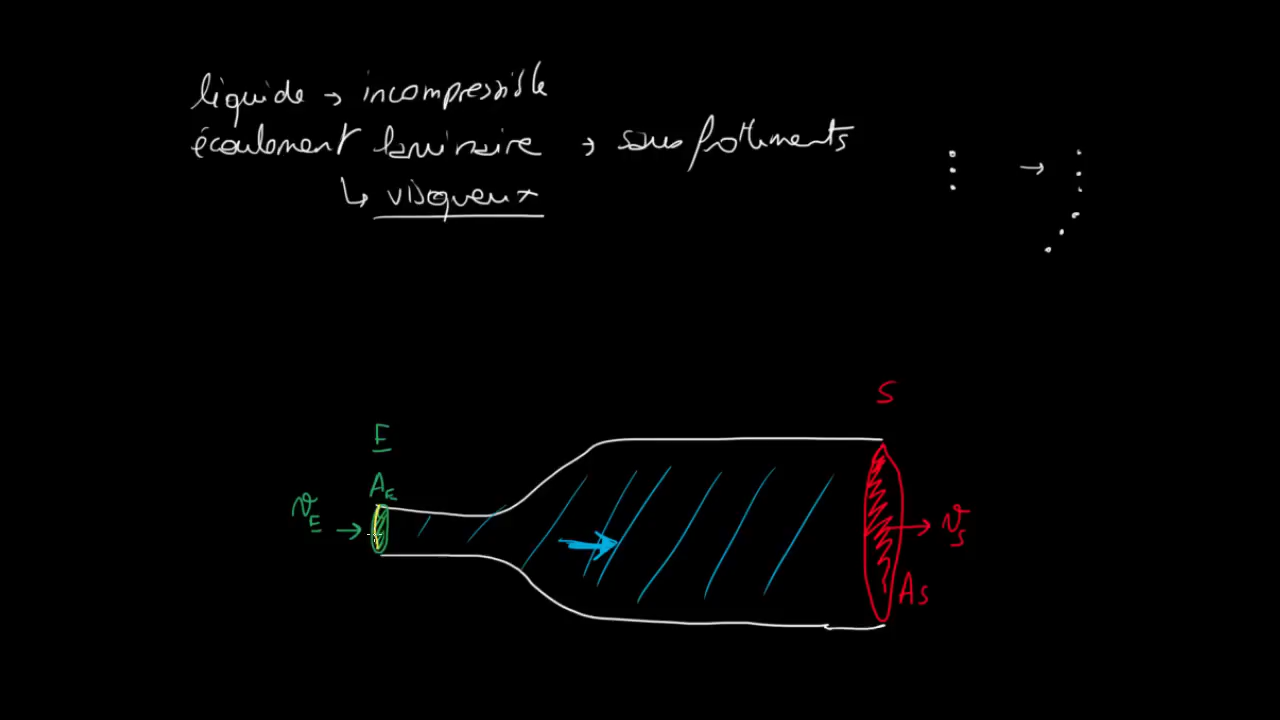 liquide → incompressible
écoulement laminaire → sans frottements
↳ visqueux
→
S
E
A_E
v_E →
→ v_S
A_S